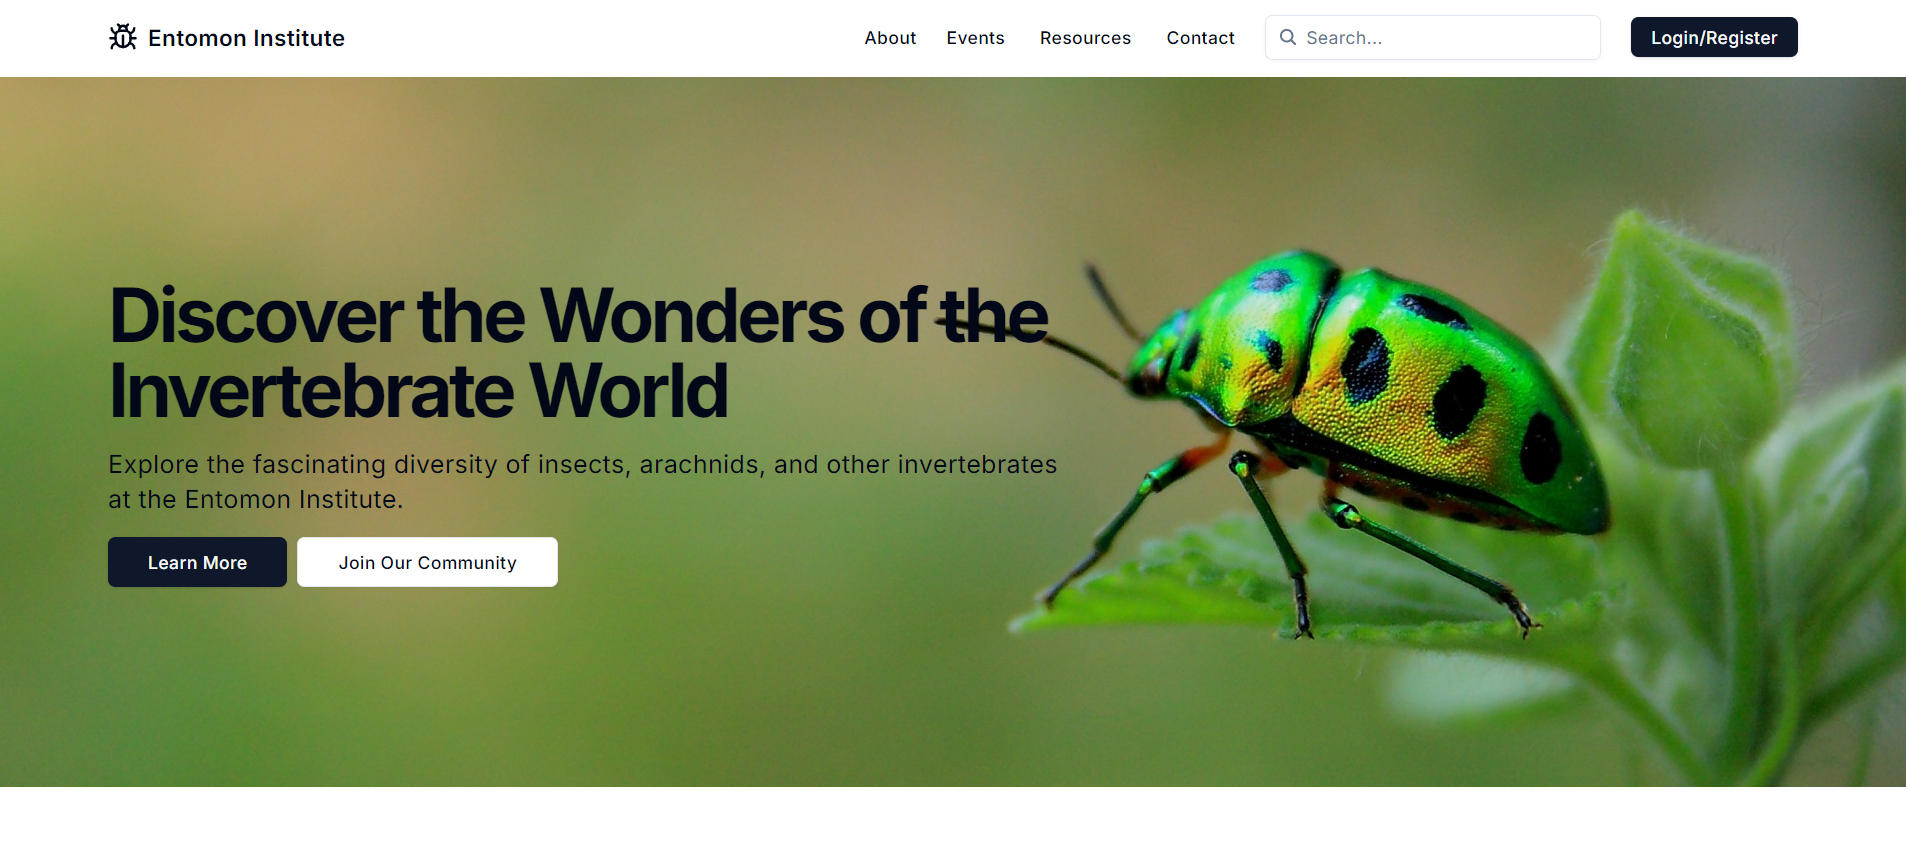 Entomon Institute
About
Events
Resources
Contact
Search...
Login/Register
Discover the Wonders of the
Invertebrate World
Explore the fascinating diversity of insects, arachnids, and other invertebrates
at the Entomon Institute.
Learn More
Join Our Community